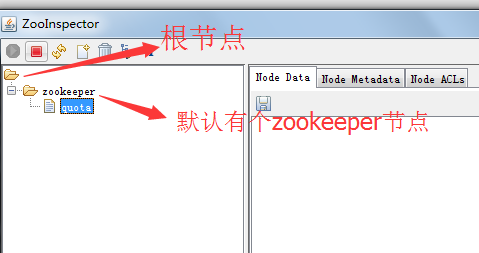 ZooInspector
根节点
Node Data Node Metadata Node ACLs
zookeeper
quota
默认有个zookeeper节点